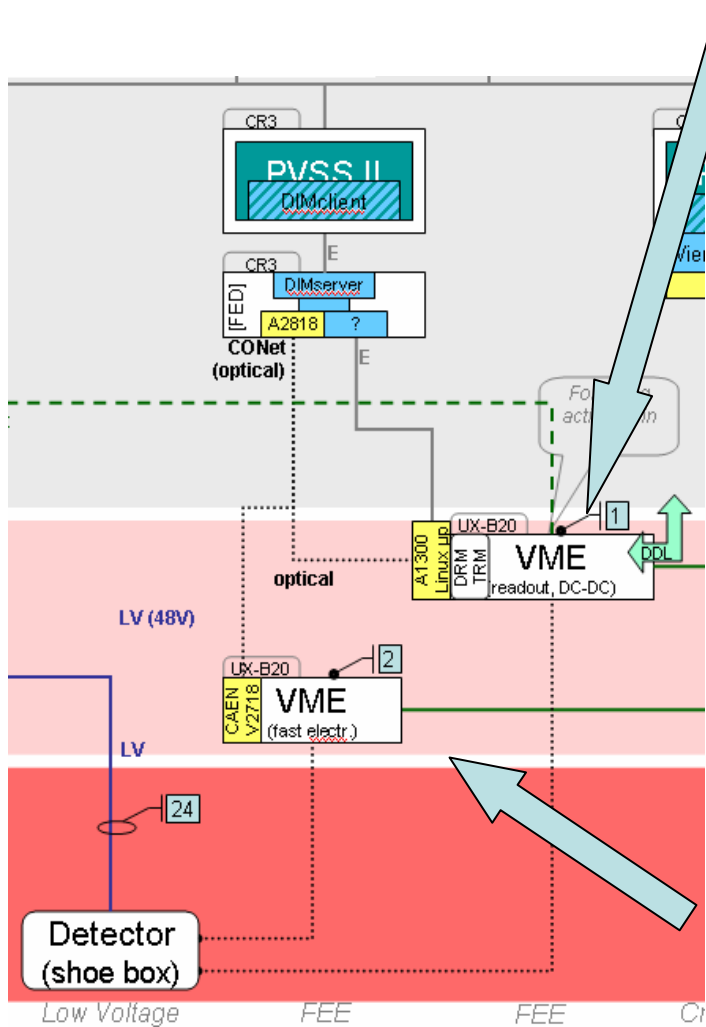 CR3
PVSS II
DIMclient
E
CR3
[FED]
DIMserver
A2818
?
CONet
(optical)
E
UX-B20
1
A1300
Linux µp
DRM
TRM
VME
(readout, DC-DC)
DDL
optical
LV (48V)
UX-B20
2
CAEN
V2718
VME
(fast electr.)
LV
24
Detector
(shoe box)
Low Voltage
FEE
FEE